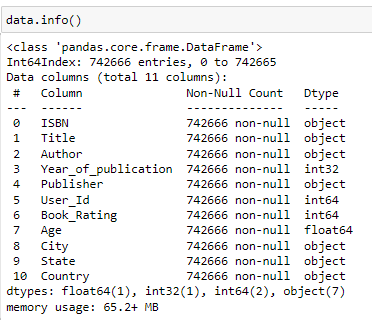 data.info()
<class 'pandas.core.frame.DataFrame'>
Int64Index: 742666 entries, 0 to 742665
Data columns (total 11 columns):
 #   Column               Non-Null Count   Dtype
---  ------               --------------   -----
 0   ISBN                 742666 non-null  object
 1   Title                742666 non-null  object
 2   Author               742666 non-null  object
 3   Year_of_publication  742666 non-null  int32
 4   Publisher            742666 non-null  object
 5   User_Id              742666 non-null  int64
 6   Book_Rating          742666 non-null  int64
 7   Age                  742666 non-null  float64
 8   City                 742666 non-null  object
 9   State                742666 non-null  object
 10  Country              742666 non-null  object
dtypes: float64(1), int32(1), int64(2), object(7)
memory usage: 65.2+ MB